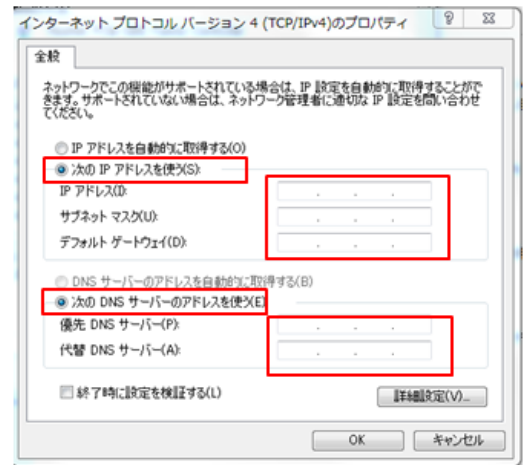 インターネット プロトコル バージョン 4 (TCP/IPv4)のプロパティ
全般
ネットワークでこの機能がサポートされている場合は、IP 設定を自動的に取得することがで
きます。サポートされていない場合は、ネットワーク管理者に適切な IP 設定を問い合わせ
てください。
IP アドレスを自動的に取得する(O)
次の IP アドレスを使う(S):
IP アドレス(I):
サブネット マスク(U):
デフォルト ゲートウェイ(D):
DNS サーバーのアドレスを自動的に取得する(B)
次の DNS サーバーのアドレスを使う(E)
優先 DNS サーバー(P):
代替 DNS サーバー(A):
終了時に設定を検証する(L)
詳細設定(V)...
OK
キャンセル